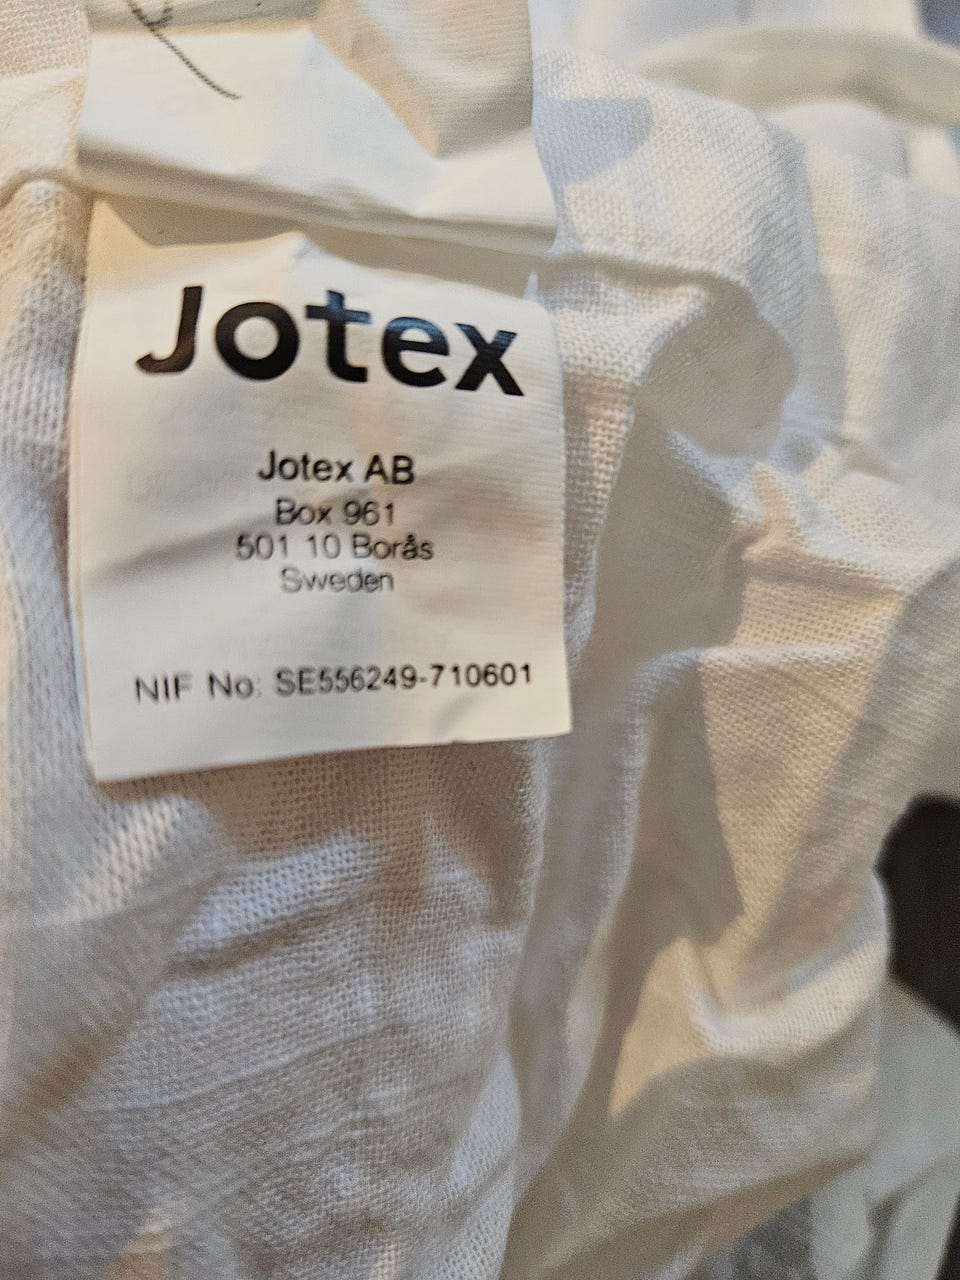 Jotex
Jotex AB
Box 961
501 10 Borås
Sweden
NIF No: SE556249-710601